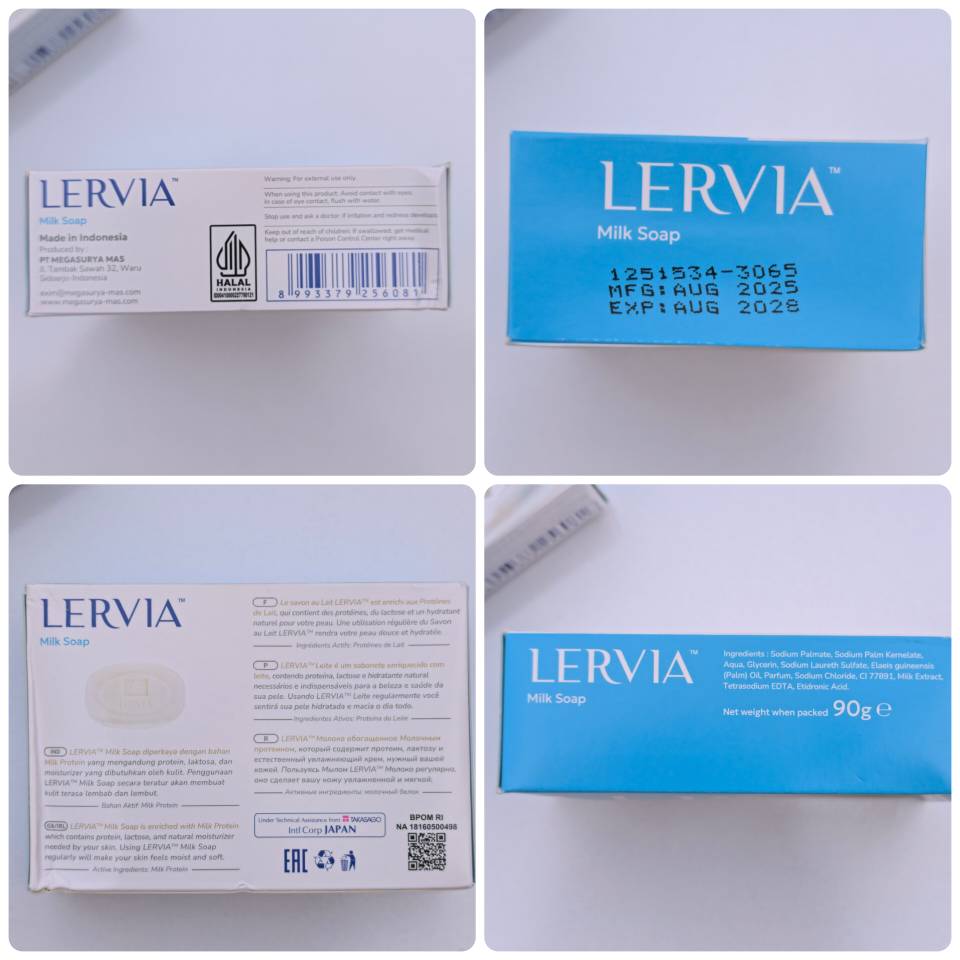 LERVIA™
Milk Soap
Made in Indonesia
Produced by :
PT MEGASURYA MAS
Jl. Tambak Sawah 32, Waru
Sidoarjo-Indonesia
exim@megasurya-mas.com
www.megasurya-mas.com
HALAL
INDONESIA
Warning: For external use only.
When using this product: Avoid contact with eyes.
In case of eye contact, flush with water.
Stop use and ask a doctor: if irritation and redness develops
Keep out of reach of children: if swallowed, get medical
help or contact a Poison Control Center right away.
8 993379 256081
LERVIA™
Milk Soap
1251534-3065
MFG:AUG 2025
EXP:AUG 2028
LERVIA™
Milk Soap
IND LERVIA™ Milk Soap diperkaya dengan bahan
Milk Protein yang mengandung protein, laktosa, dan
moisturizer yang dibutuhkan oleh kulit. Penggunaan
LERVIA™ Milk Soap secara teratur akan membuat
kulit terasa lembab dan lembut.
Bahan Aktif: Milk Protein
GB/IRL LERVIA™ Milk Soap is enriched with Milk Protein
which contains protein, lactose, and natural moisturizer
needed by your skin. Using LERVIA™ Milk Soap
regularly will make your skin feels moist and soft.
Active Ingredients: Milk Protein
F Le savon au Lait LERVIA™ est enrichi aux Protéines
de Lait, qui contient des protéines, du lactose et un hydratant
naturel pour votre peau. Une utilisation régulière du Savon
au Lait LERVIA™ rendra votre peau douce et hydratée.
Ingrédients Actifs: Protéines de Lait
P LERVIA™ Leite é um sabonete enriquecido com
leite, contendo proteína, lactose e hidratante natural
necessários e indispensáveis para a beleza e saúde da
sua pele. Usando LERVIA™ Leite regularmente você
sentirá sua pele hidratada e macia o dia todo.
Ingredientes Ativos: Proteína do Leite
R LERVIA™ Молоко обогащенное Молочным
протеином, который содержит протеин, лактозу и
естественный увлажняющий крем, нужный вашей
кожей. Пользуясь Мылом LERVIA™ Молоко регулярно,
оно сделает вашу кожу увлажненной и мягкой.
Активные ингредиенты: молочный белок
Under Technical Assistance from TAKASAGO
Intl Corp JAPAN
BPOM RI
NA 18160500498
EAC
LERVIA™
Milk Soap
Ingredients : Sodium Palmate, Sodium Palm Kernelate,
Aqua, Glycerin, Sodium Laureth Sulfate, Elaeis guineensis
(Palm) Oil, Parfum, Sodium Chloride, CI 77891, Milk Extract,
Tetrasodium EDTA, Etidronic Acid.
Net weight when packed 90g ℮